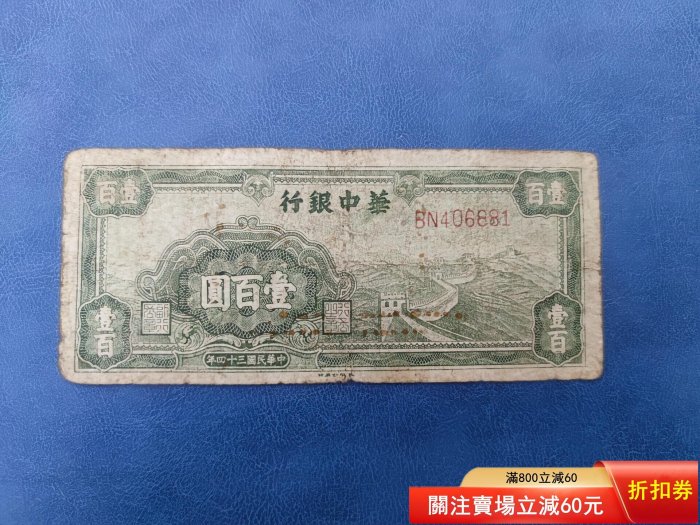 百壹
壹百
行銀中華
BN406881
圓百壹
壹百
壹百
年四十三國民華中
滿800立減60
關注賣場立減60元
折扣券